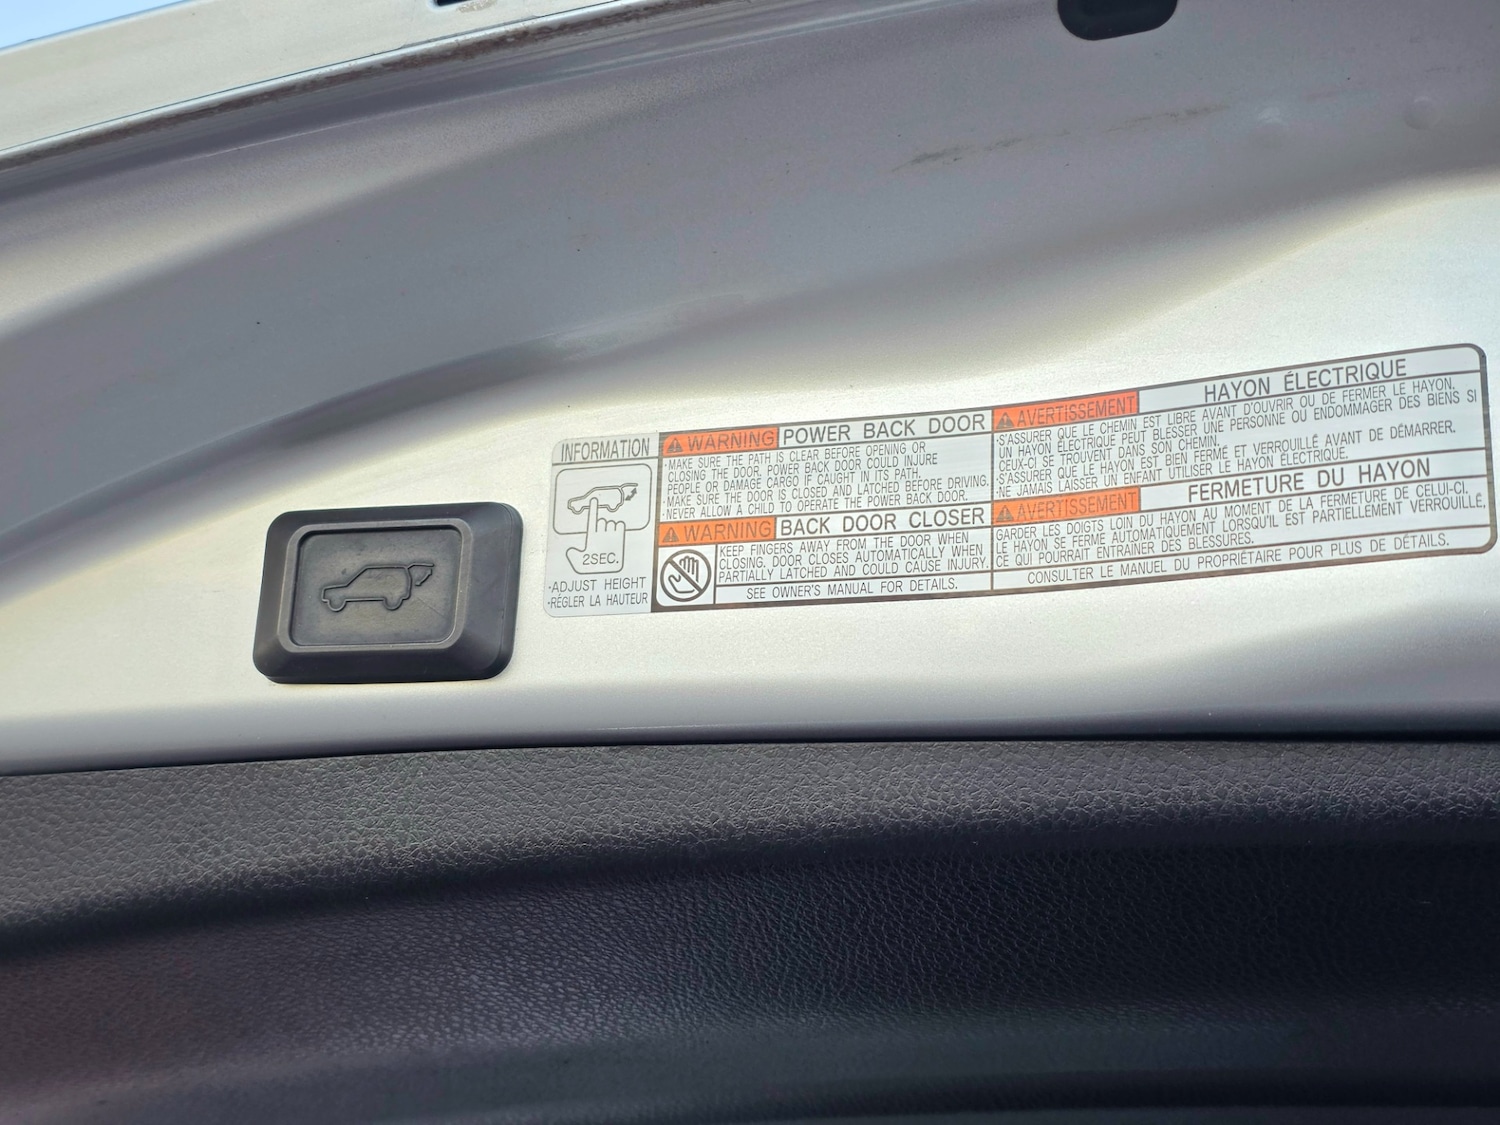 INFORMATION
2SEC.
·ADJUST HEIGHT
·RÉGLER LA HAUTEUR
WARNING POWER BACK DOOR
·MAKE SURE THE PATH IS CLEAR BEFORE OPENING OR
CLOSING THE DOOR. POWER BACK DOOR COULD INJURE
PEOPLE OR DAMAGE CARGO IF CAUGHT IN ITS PATH.
·MAKE SURE THE DOOR IS CLOSED AND LATCHED BEFORE DRIVING.
·NEVER ALLOW A CHILD TO OPERATE THE POWER BACK DOOR.
WARNING BACK DOOR CLOSER
KEEP FINGERS AWAY FROM THE DOOR WHEN
CLOSING. DOOR CLOSES AUTOMATICALLY WHEN
PARTIALLY LATCHED AND COULD CAUSE INJURY.
SEE OWNER'S MANUAL FOR DETAILS.
AVERTISSEMENT HAYON ÉLECTRIQUE
·S'ASSURER QUE LE CHEMIN EST LIBRE AVANT D'OUVRIR OU DE FERMER LE HAYON.
UN HAYON ÉLECTRIQUE PEUT BLESSER UNE PERSONNE OU ENDOMMAGER DES BIENS SI
CEUX-CI SE TROUVENT DANS SON CHEMIN.
·S'ASSURER QUE LE HAYON EST BIEN FERMÉ ET VERROUILLÉ AVANT DE DÉMARRER.
·NE JAMAIS LAISSER UN ENFANT UTILISER LE HAYON ÉLECTRIQUE.
AVERTISSEMENT FERMETURE DU HAYON
GARDER LES DOIGTS LOIN DU HAYON AU MOMENT DE LA FERMETURE DE CELUI-CI.
LE HAYON SE FERME AUTOMATIQUEMENT LORSQU'IL EST PARTIELLEMENT VERROUILLÉ,
CE QUI POURRAIT ENTRAINER DES BLESSURES.
CONSULTER LE MANUEL DU PROPRIÉTAIRE POUR PLUS DE DÉTAILS.